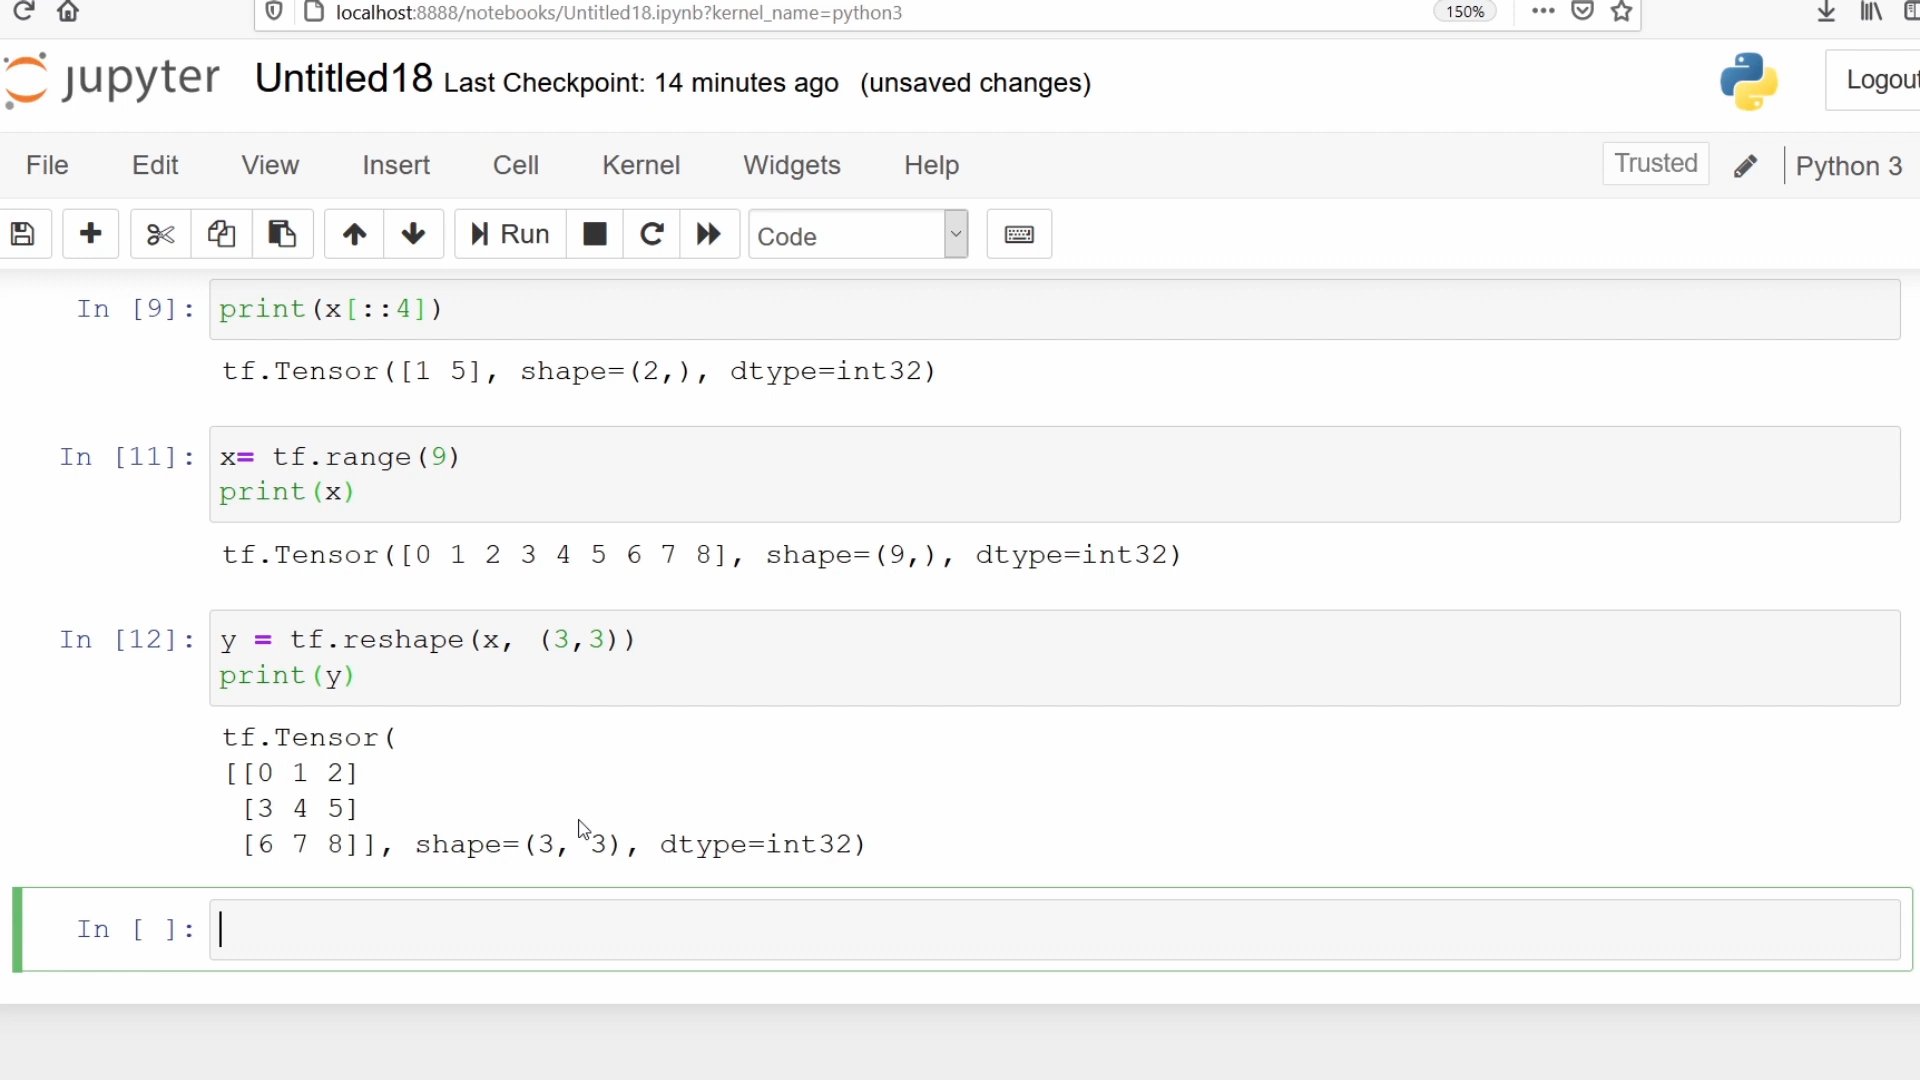 localhost:8888/notebooks/Untitled18.ipynb?kernel_name=python3
150%
jupyter Untitled18 Last Checkpoint: 14 minutes ago (unsaved changes)
Logout
File Edit View Insert Cell Kernel Widgets Help
Trusted
Python 3
Run
Code
In [9]: print(x[::4])
tf.Tensor([1 5], shape=(2,), dtype=int32)
In [11]: x= tf.range(9)
print(x)
tf.Tensor([0 1 2 3 4 5 6 7 8], shape=(9,), dtype=int32)
In [12]: y = tf.reshape(x, (3,3))
print(y)
tf.Tensor(
[[0 1 2]
[3 4 5]
[6 7 8]], shape=(3, 3), dtype=int32)
In [ ]: